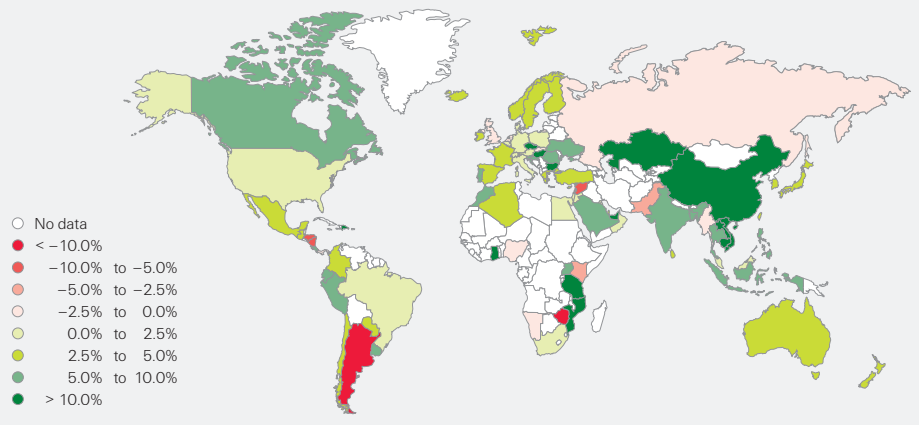 No data
< −10.0%
−10.0% to −5.0%
−5.0% to −2.5%
−2.5% to 0.0%
0.0% to 2.5%
2.5% to 5.0%
5.0% to 10.0%
> 10.0%